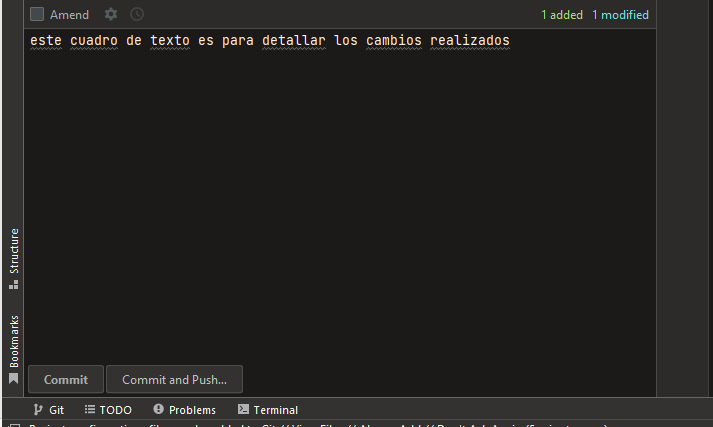 Amend
1 added 1 modified
este cuadro de texto es para detallar los cambios realizados
Structure
Bookmarks
Commit
Commit and Push...
Git
TODO
Problems
Terminal